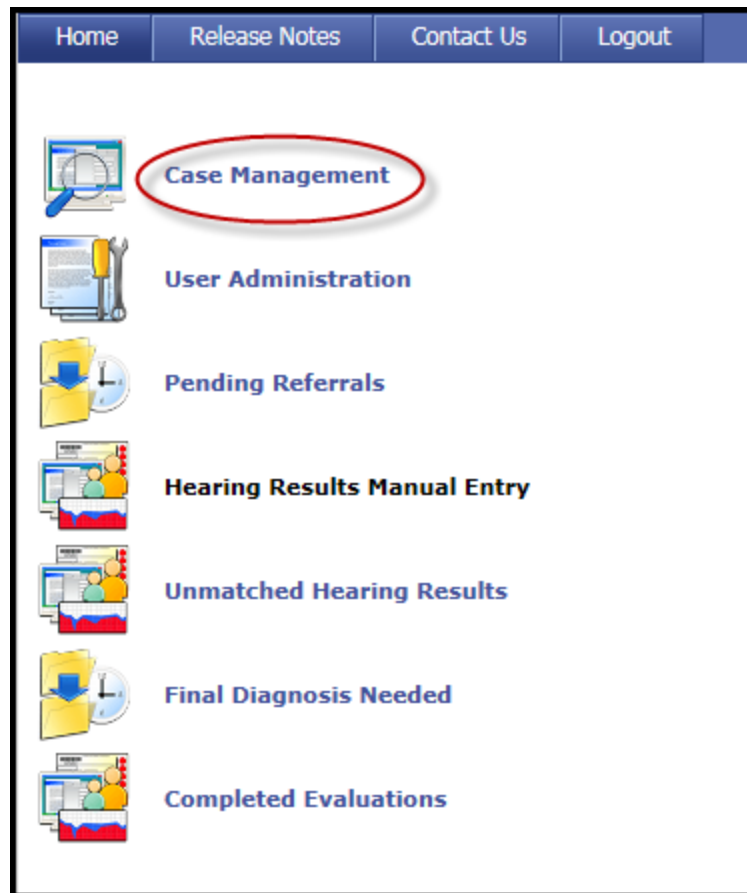 Home Release Notes Contact Us Logout
Case Management
User Administration
Pending Referrals
Hearing Results Manual Entry
Unmatched Hearing Results
Final Diagnosis Needed
Completed Evaluations